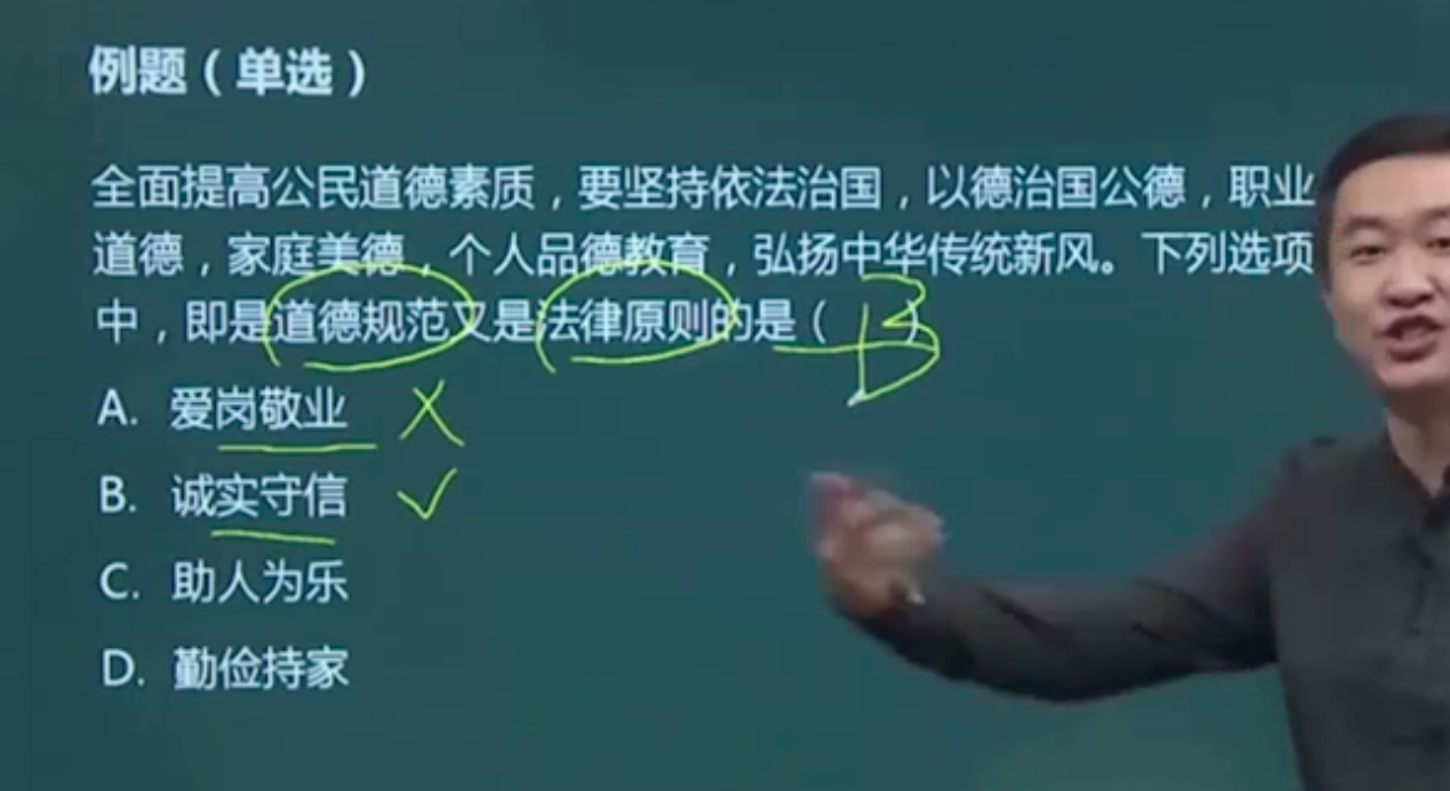 例题（单选）
全面提高公民道德素质，要坚持依法治国，以德治国公德，职业
道德，家庭美德，个人品德教育，弘扬中华传统新风。下列选项
中，即是道德规范又是法律原则的是（ B ）
A. 爱岗敬业 X
B. 诚实守信 √
C. 助人为乐
D. 勤俭持家